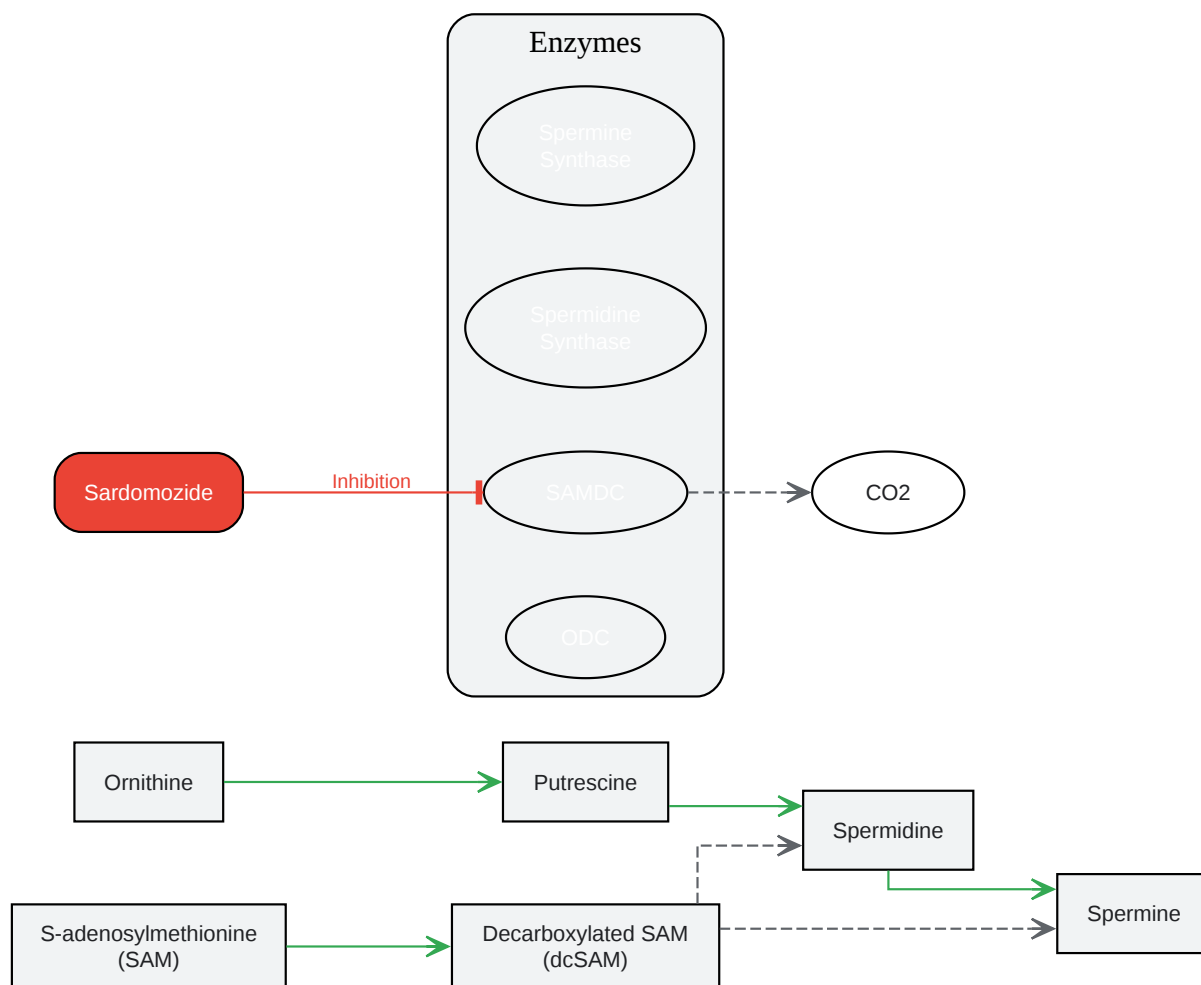 Enzymes
Spermine
Synthase
Spermidine
Synthase
Sardomozide
Inhibition
SAMDC
CO2
ODC
Ornithine
Putrescine
Spermidine
S-adenosylmethionine
(SAM)
Decarboxylated SAM
(dcSAM)
Spermine